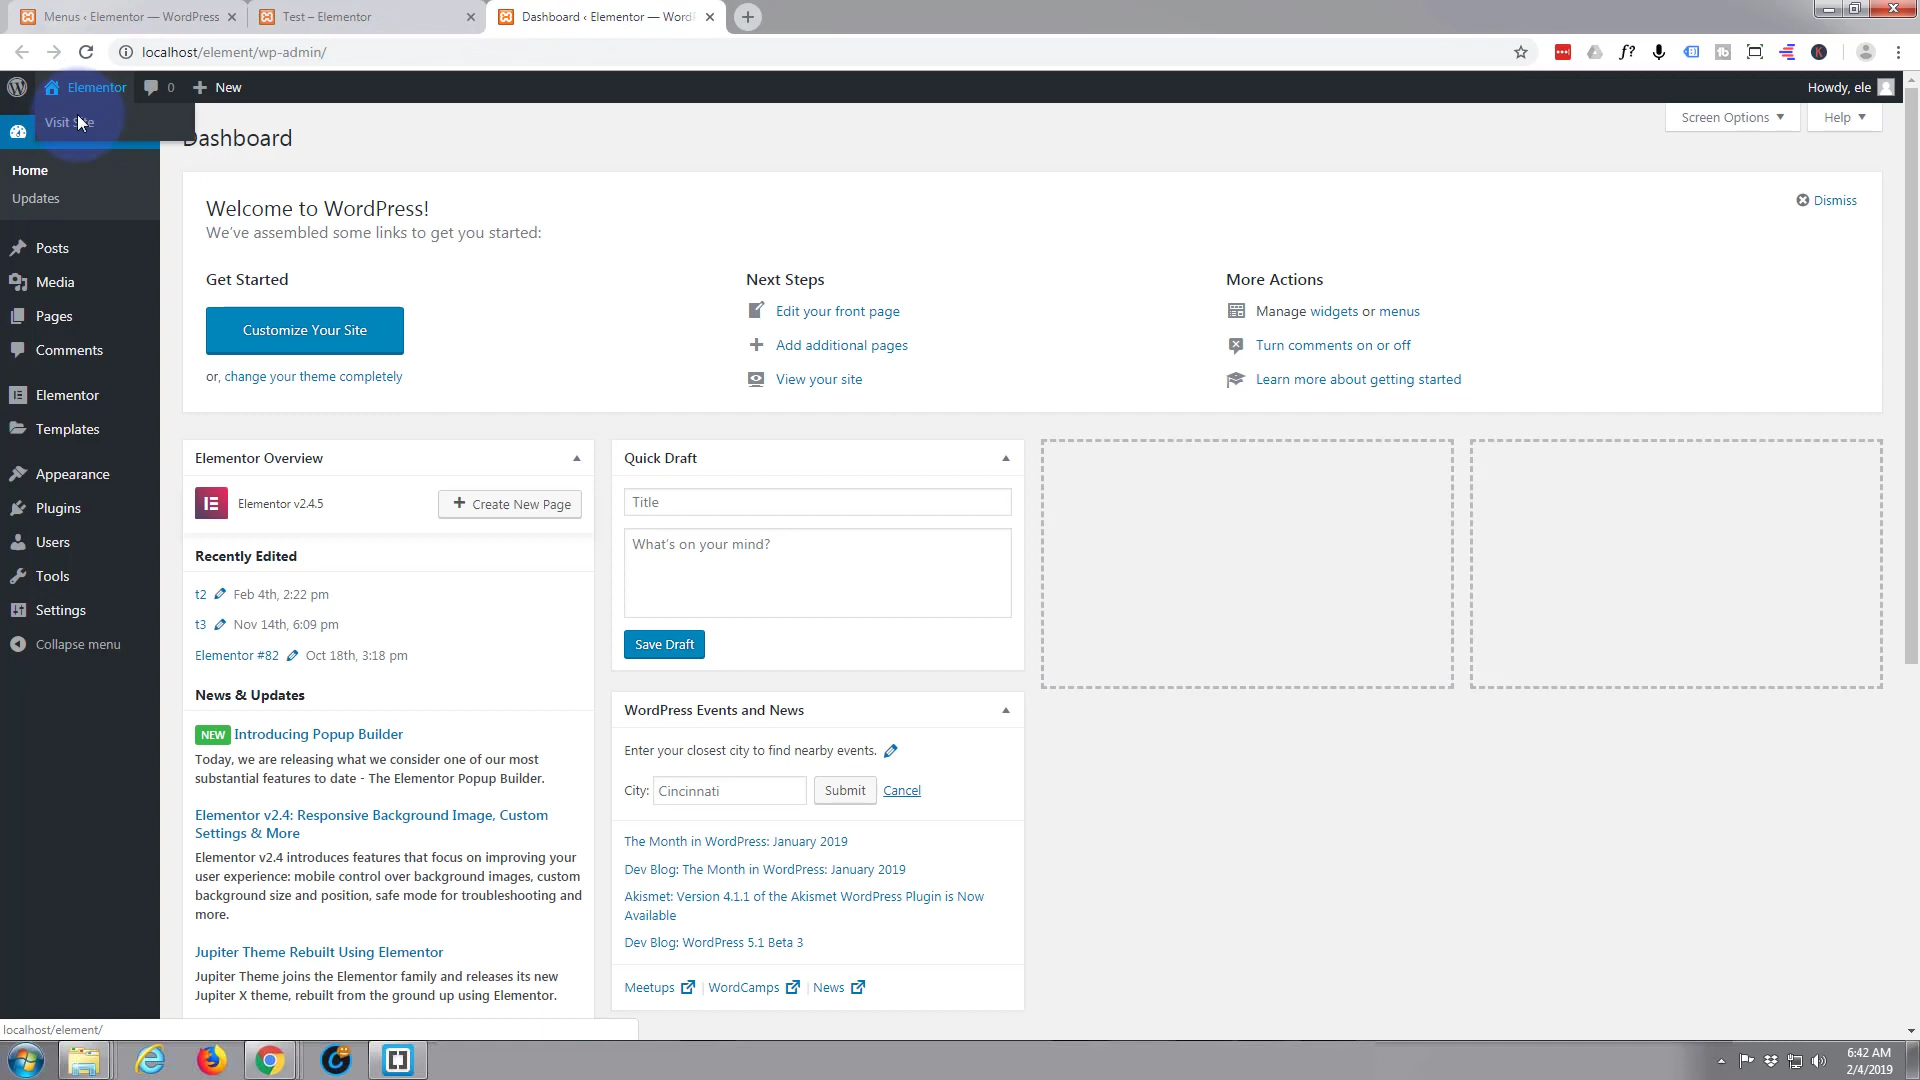 Menus ‹ Elementor — WordPress
Test – Elementor
Dashboard ‹ Elementor — Word
localhost/element/wp-admin/
Elementor
0
New
Howdy, ele
Visit Site
Dashboard
Screen Options
Help
Home
Updates
Posts
Media
Pages
Comments
Elementor
Templates
Appearance
Plugins
Users
Tools
Settings
Collapse menu
Welcome to WordPress!
We've assembled some links to get you started:
Dismiss
Get Started
Customize Your Site
or, change your theme completely
Next Steps
Edit your front page
Add additional pages
View your site
More Actions
Manage widgets or menus
Turn comments on or off
Learn more about getting started
Elementor Overview
Elementor v2.4.5
Create New Page
Recently Edited
t2 Feb 4th, 2:22 pm
t3 Nov 14th, 6:09 pm
Elementor #82 Oct 18th, 3:18 pm
News & Updates
NEW Introducing Popup Builder
Today, we are releasing what we consider one of our most
substantial features to date - The Elementor Popup Builder.
Elementor v2.4: Responsive Background Image, Custom
Settings & More
Elementor v2.4 introduces features that focus on improving your
user experience: mobile control over background images, custom
background size and position, safe mode for troubleshooting and
more.
Jupiter Theme Rebuilt Using Elementor
Jupiter Theme joins the Elementor family and releases its new
Jupiter X theme, rebuilt from the ground up using Elementor.
Quick Draft
Title
What's on your mind?
Save Draft
WordPress Events and News
Enter your closest city to find nearby events.
City: Cincinnati Submit Cancel
The Month in WordPress: January 2019
Dev Blog: The Month in WordPress: January 2019
Akismet: Version 4.1.1 of the Akismet WordPress Plugin is Now
Available
Dev Blog: WordPress 5.1 Beta 3
Meetups | WordCamps | News
localhost/element/
6:42 AM
2/4/2019